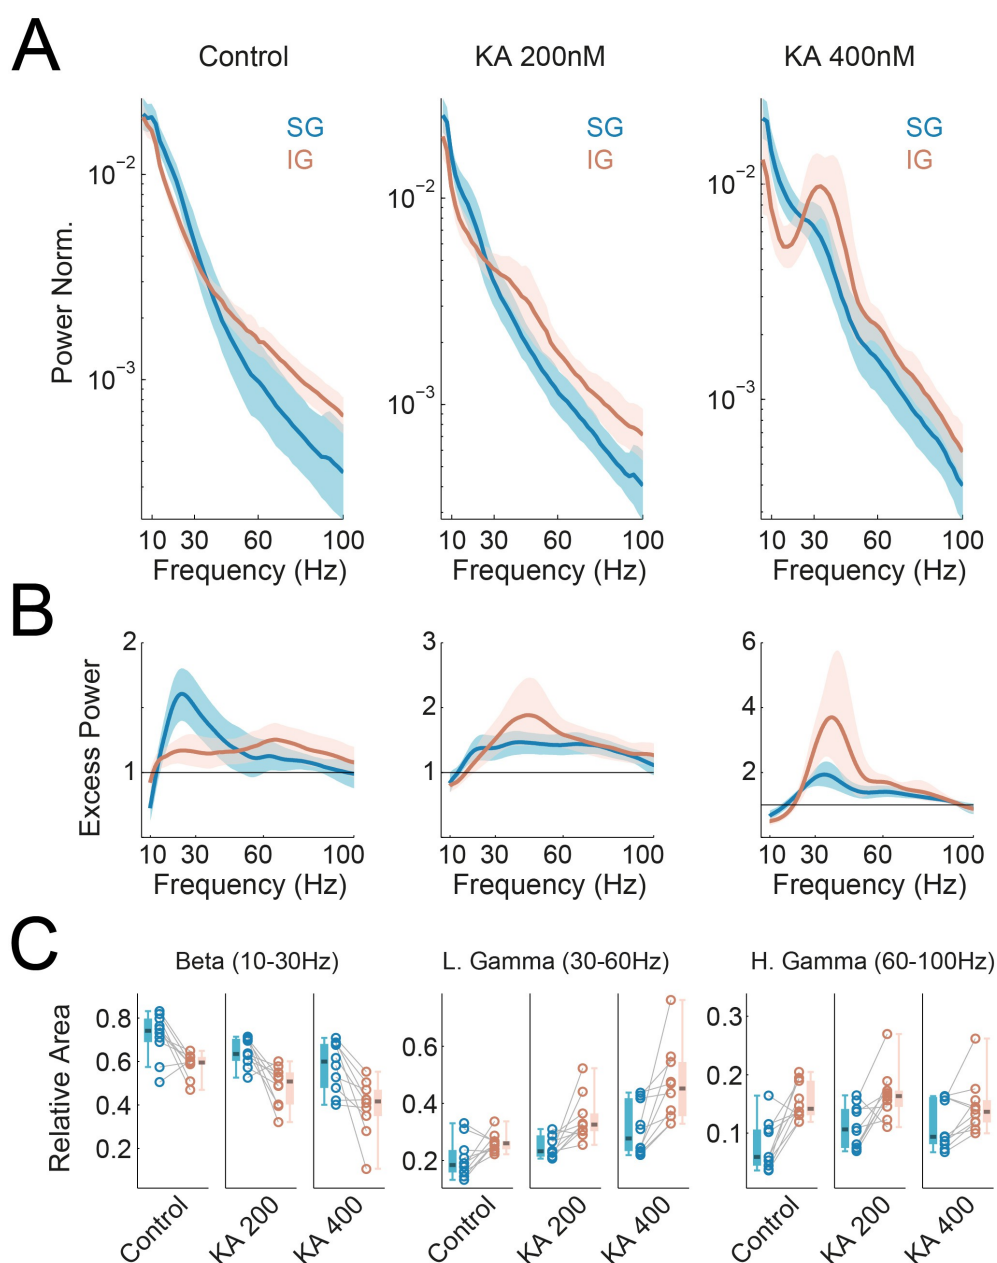 A
Control
KA 200nM
KA 400nM
SG
IG
SG
IG
SG
IG
Power Norm.
10−2
10−3
10−2
10−3
10−2
10−3
10 30 60 100
10 30 60 100
10 30 60 100
Frequency (Hz)
Frequency (Hz)
Frequency (Hz)
B
Excess Power
2
1
3
2
1
6
4
2
10 30 60 100
10 30 60 100
10 30 60 100
Frequency (Hz)
Frequency (Hz)
Frequency (Hz)
C
Beta (10-30Hz)
L. Gamma (30-60Hz)
H. Gamma (60-100Hz)
Relative Area
0.8
0.6
0.4
0.2
0.6
0.4
0.2
0.3
0.2
0.1
Control
KA 200
KA 400
Control
KA 200
KA 400
Control
KA 200
KA 400